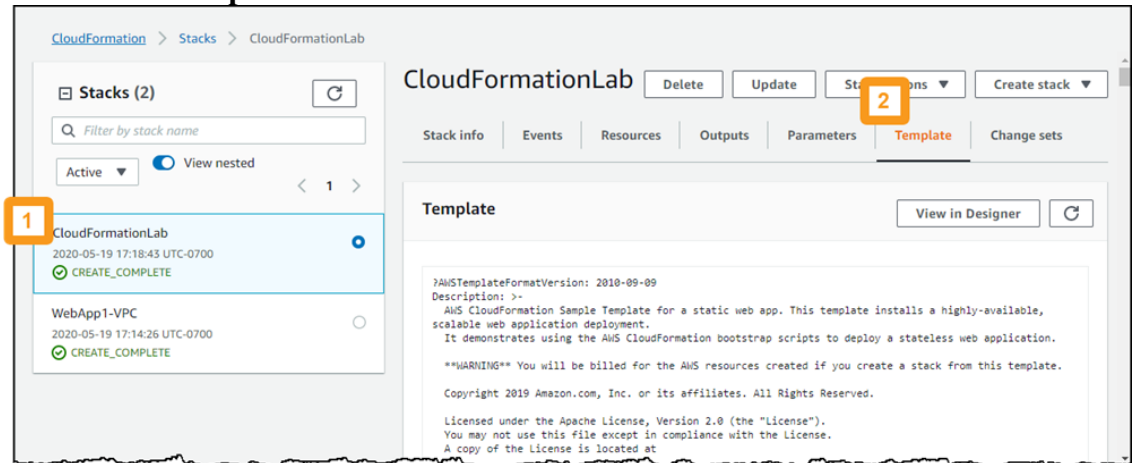 CloudFormation > Stacks > CloudFormationLab
Stacks (2)
Filter by stack name
Active
View nested
< 1 >
1
CloudFormationLab
2020-05-19 17:18:43 UTC-0700
CREATE_COMPLETE
WebApp1-VPC
2020-05-19 17:14:26 UTC-0700
CREATE_COMPLETE
CloudFormationLab
Delete
Update
Create stack
2
Stack info
Events
Resources
Outputs
Parameters
Template
Change sets
Template
View in Designer
?AWSTemplateFormatVersion: 2010-09-09
Description: >-
AWS CloudFormation Sample Template for a static web app. This template installs a highly-available,
scalable web application deployment.
It demonstrates using the AWS CloudFormation bootstrap scripts to deploy a stateless web application.
**WARNING** You will be billed for the AWS resources created if you create a stack from this template.
Copyright 2019 Amazon.com, Inc. or its affiliates. All Rights Reserved.
Licensed under the Apache License, Version 2.0 (the "License").
You may not use this file except in compliance with the License.
A copy of the License is located at